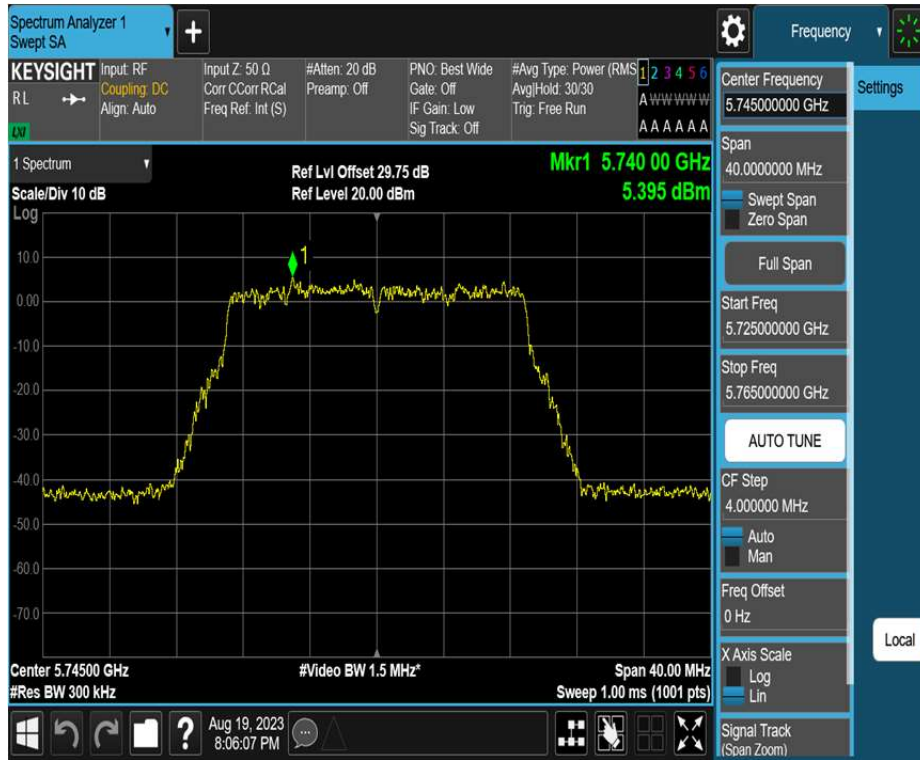 Spectrum Analyzer 1
Swept SA
+
Frequency
KEYSIGHT
RL
LXI
Input: RF
Coupling: DC
Align: Auto
Input Z: 50 Ω
Corr CCorr RCal
Freq Ref: Int (S)
#Atten: 20 dB
Preamp: Off
PNO: Best Wide
Gate: Off
IF Gain: Low
Sig Track: Off
#Avg Type: Power (RMS
Avg|Hold: 30/30
Trig: Free Run
1 2 3 4 5 6
A W W W W W
A A A A A A
1 Spectrum
Scale/Div 10 dB
Log
Ref Lvl Offset 29.75 dB
Ref Level 20.00 dBm
Mkr1 5.740 00 GHz
5.395 dBm
1
10.0
0.00
-10.0
-20.0
-30.0
-40.0
-50.0
-60.0
-70.0
Center 5.74500 GHz
#Res BW 300 kHz
#Video BW 1.5 MHz*
Span 40.00 MHz
Sweep 1.00 ms (1001 pts)
?
Aug 19, 2023
8:06:07 PM
Center Frequency
5.745000000 GHz
Span
40.0000000 MHz
Swept Span
Zero Span
Full Span
Start Freq
5.725000000 GHz
Stop Freq
5.765000000 GHz
AUTO TUNE
CF Step
4.000000 MHz
Auto
Man
Freq Offset
0 Hz
X Axis Scale
Log
Lin
Signal Track
(Span Zoom)
Settings
Local